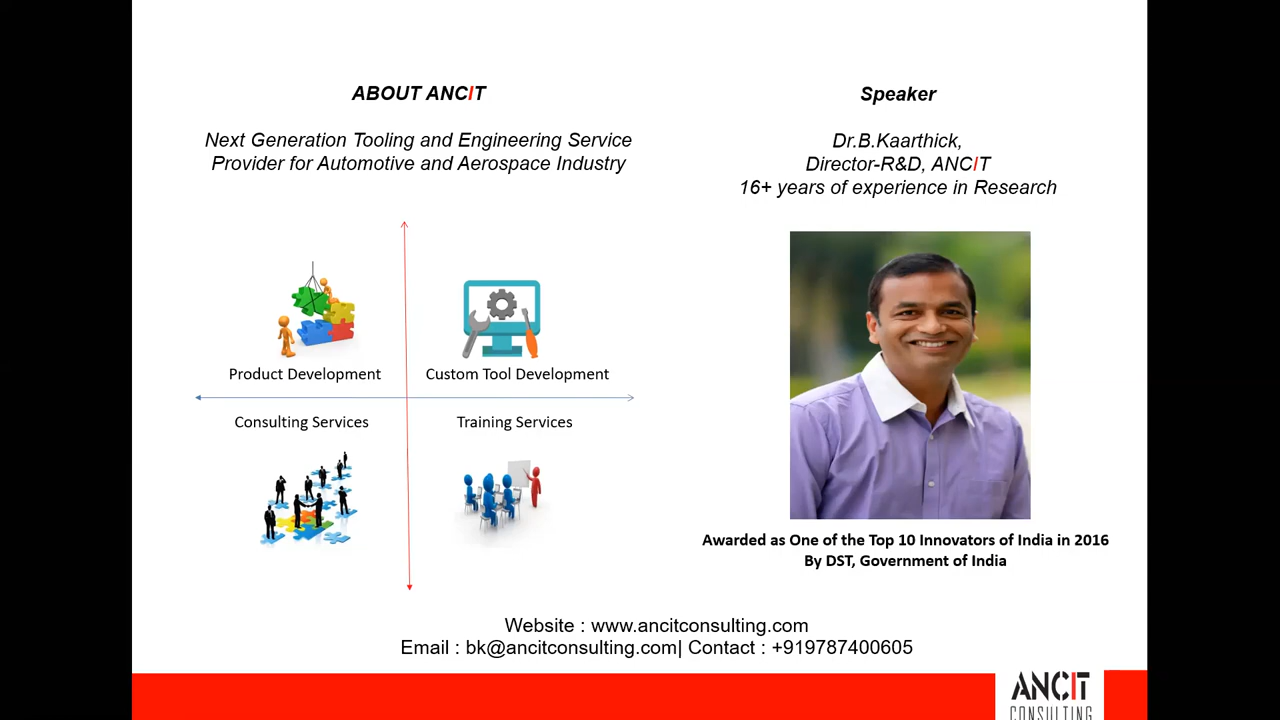 ABOUT ANCIT
Next Generation Tooling and Engineering Service
Provider for Automotive and Aerospace Industry
Product Development
Custom Tool Development
Consulting Services
Training Services
Speaker
Dr.B.Kaarthick,
Director-R&D, ANCIT
16+ years of experience in Research
Awarded as One of the Top 10 Innovators of India in 2016
By DST, Government of India
Website : www.ancitconsulting.com
Email : bk@ancitconsulting.com| Contact : +919787400605
ANCIT
CONSULTING